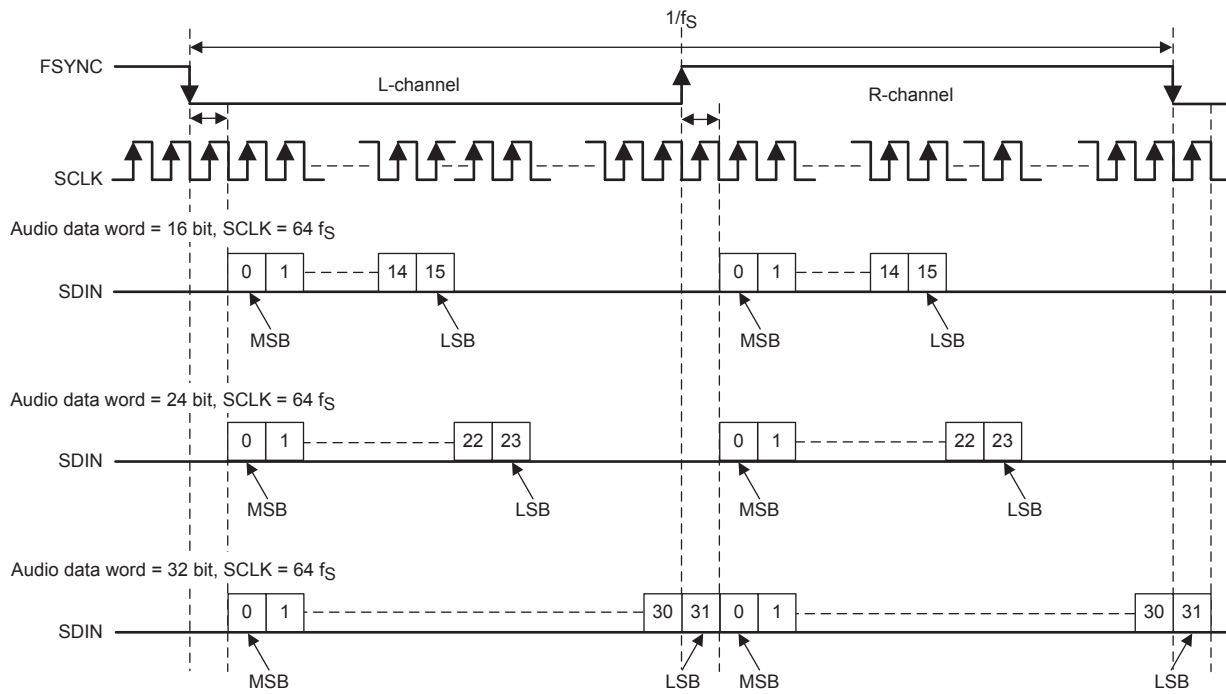 1/fS
FSYNC
L-channel
R-channel
SCLK
Audio data word = 16 bit, SCLK = 64 fS
SDIN
0 1 14 15 0 1 14 15
MSB LSB MSB LSB
Audio data word = 24 bit, SCLK = 64 fS
SDIN
0 1 22 23 0 1 22 23
MSB LSB MSB LSB
Audio data word = 32 bit, SCLK = 64 fS
SDIN
0 1 30 31 0 1 30 31
MSB LSB MSB LSB